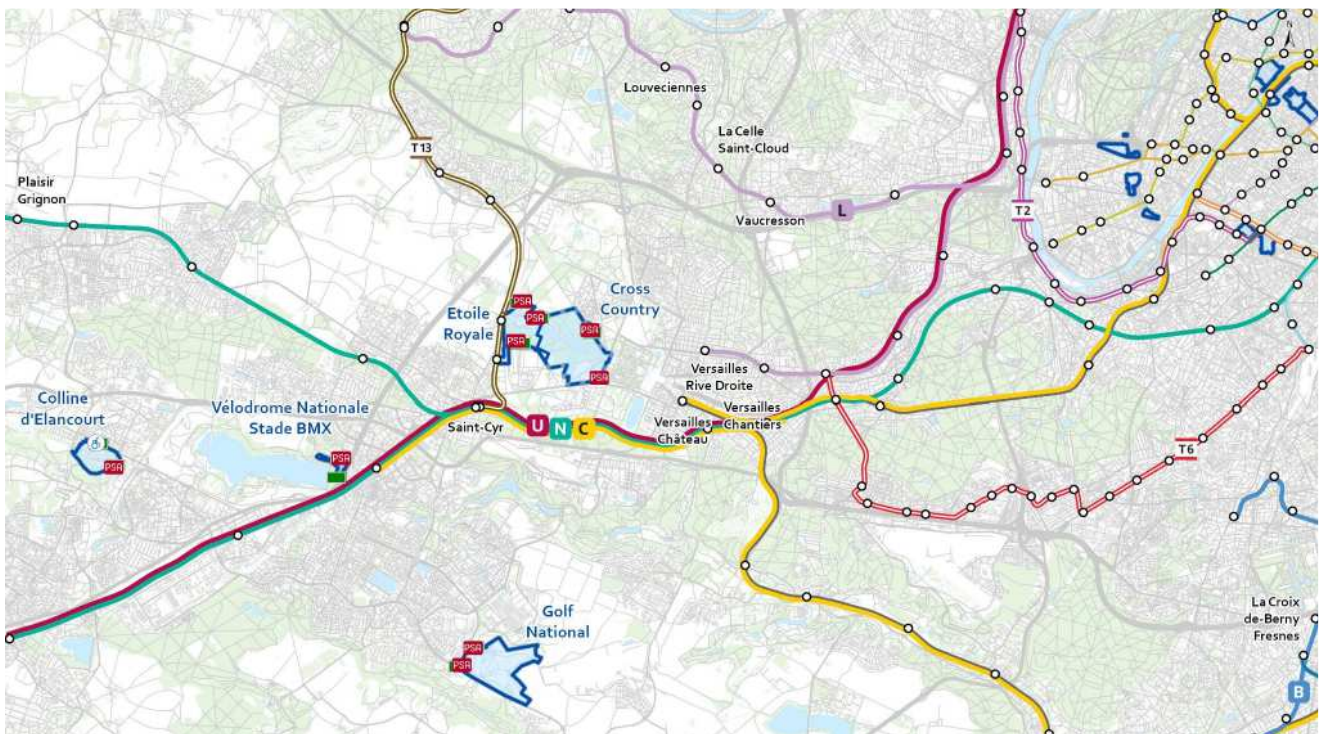 N
Louveciennes
La Celle
Saint-Cloud
T13
Plaisir
Grignon
Vaucresson
L
T2
Cross
Country
Etoile
Royale
PSA
PSA
PSA
PSA
PSA
Versailles
Rive Droite
Colline
d'Elancourt
Vélodrome Nationale
Stade BMX
Saint-Cyr
U
N
C
Versailles
Château
Versailles
Chantiers
T6
PSA
PSA
Golf
National
PSA
PSA
La Croix
de-Berny
Fresnes
B